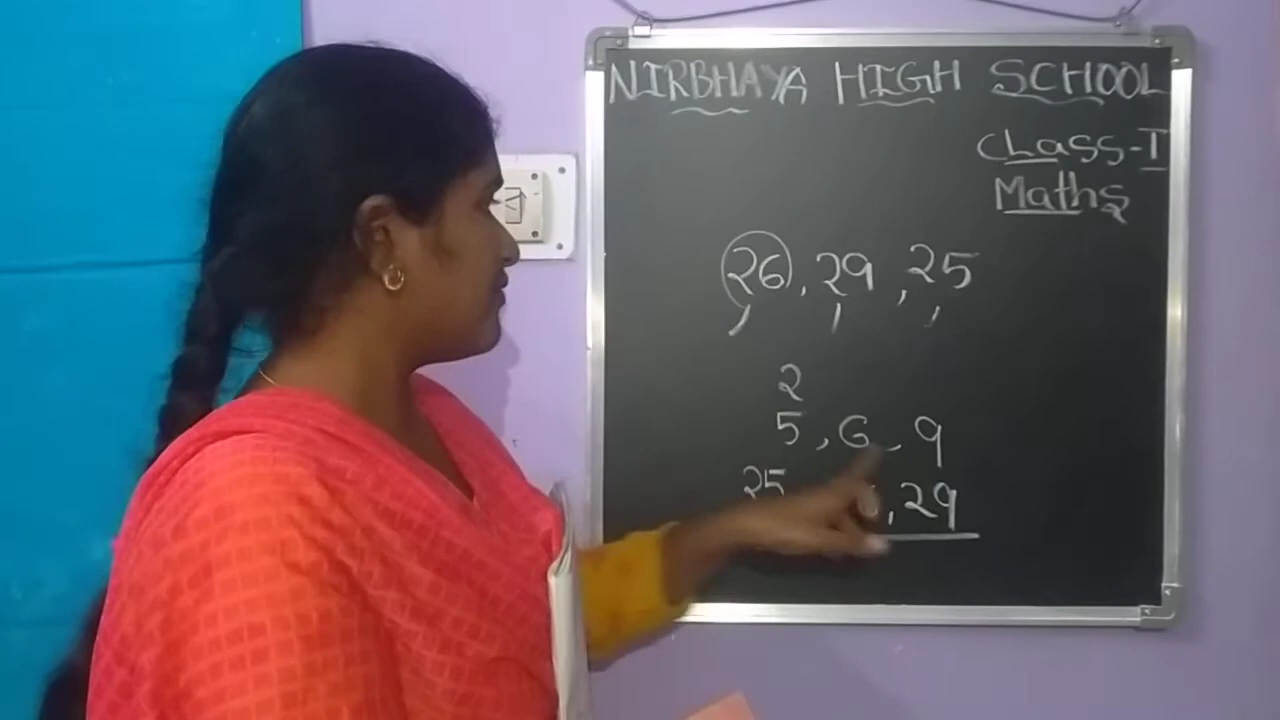 NIRBHAYA HIGH SCHOOL
CLass-I
Maths
26, 29, 25
2
5, 6, 9
25 , 29